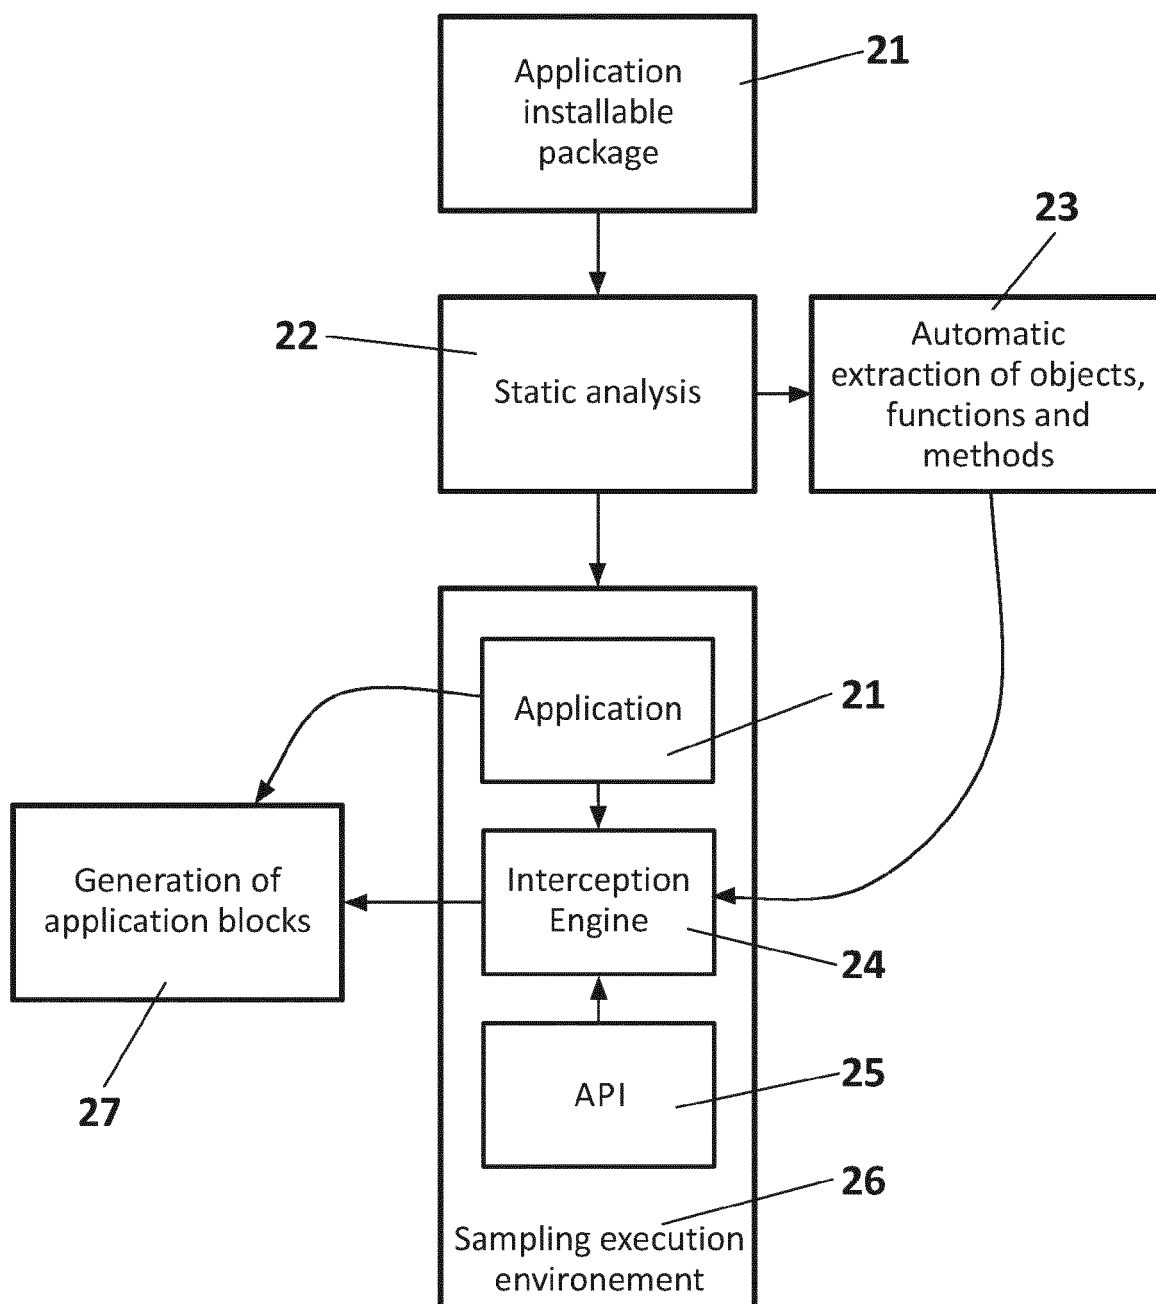 Application
installable
package
21
22
Static analysis
23
Automatic
extraction of objects,
functions and
methods
Application
21
Generation of
application blocks
27
Interception
Engine
24
API
25
26
Sampling execution
environement